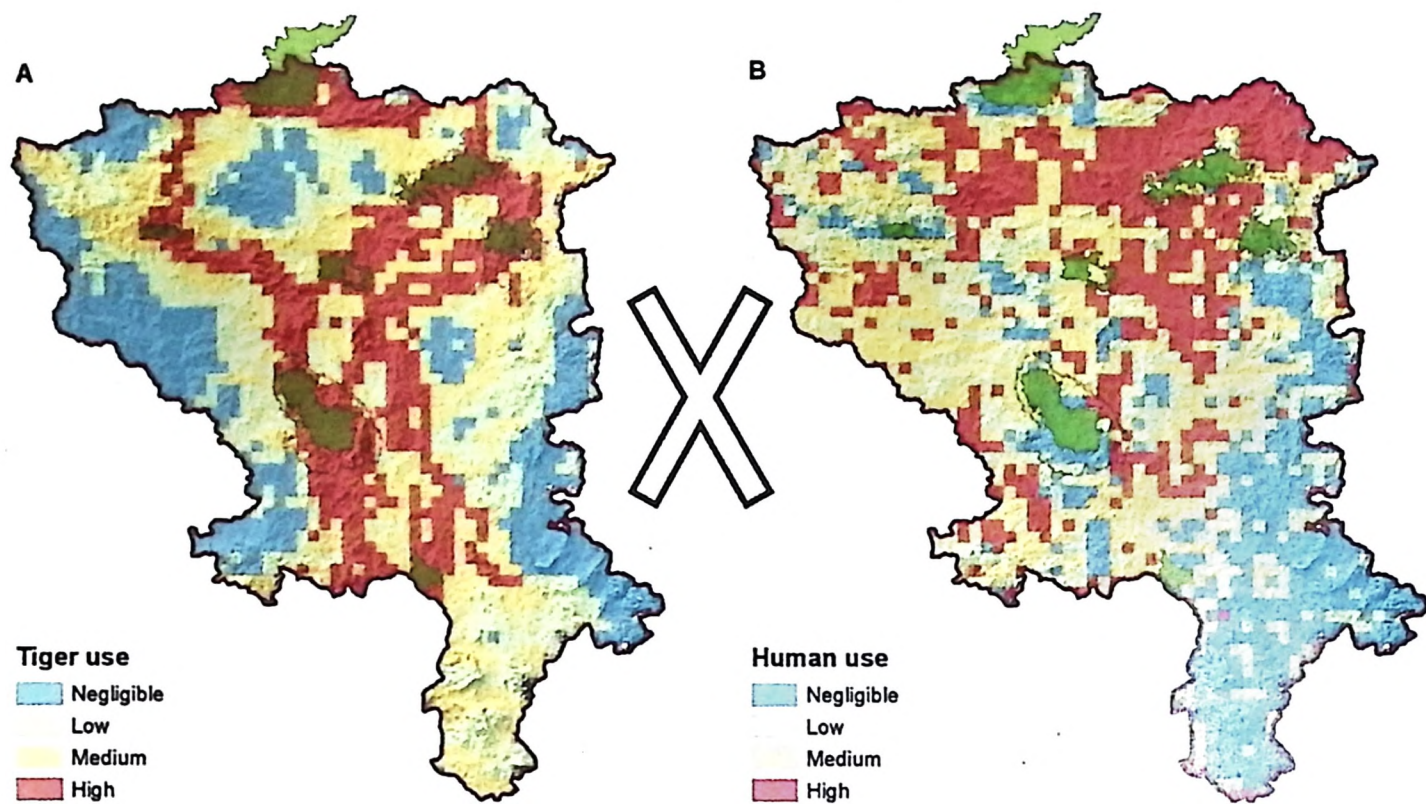 A
B
Tiger use
Negligible
Low
Medium
High
Human use
Negligible
Low
Medium
High